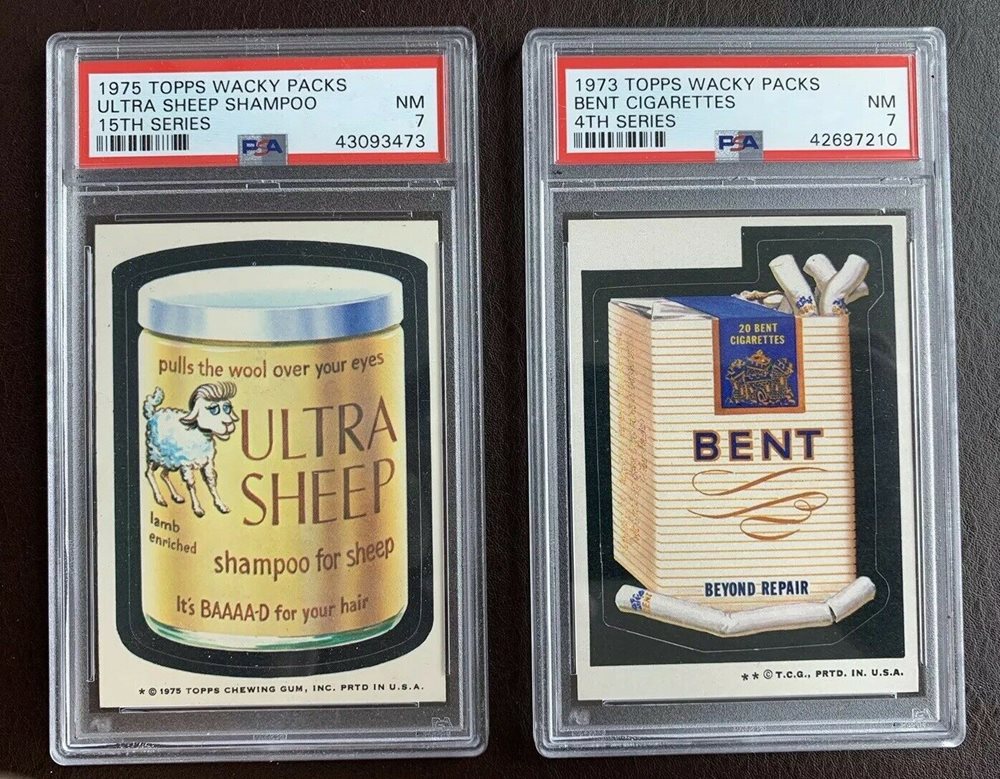 1975 TOPPS WACKY PACKS
ULTRA SHEEP SHAMPOO NM
15TH SERIES 7
PSA 43093473
pulls the wool over your eyes
ULTRA
SHEEP
lamb
enriched
shampoo for sheep
It's BAAAA-D for your hair
* © 1975 TOPPS CHEWING GUM, INC. PRTD IN U.S.A.
1973 TOPPS WACKY PACKS
BENT CIGARETTES NM
4TH SERIES 7
PSA 42697210
20 BENT
CIGARETTES
BENT
BEYOND REPAIR
** © T.C.G., PRTD. IN. U.S.A.